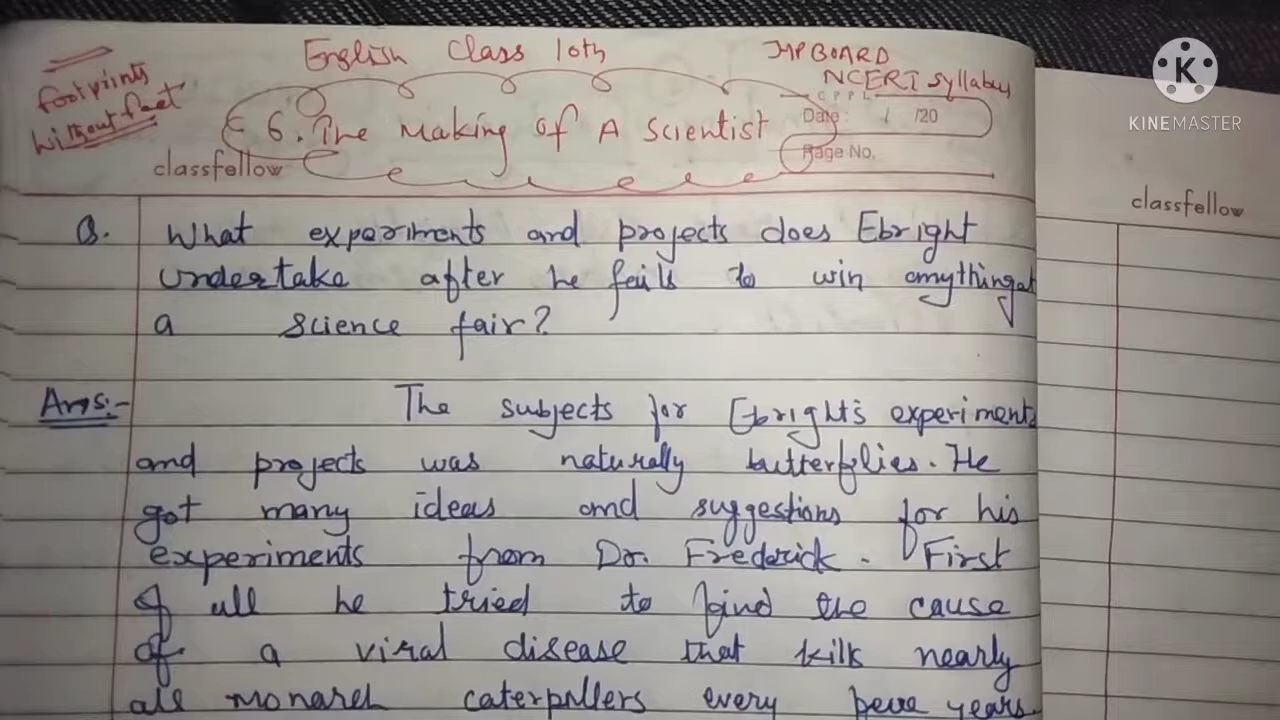 English Class 10th
MPBOARD
NCERT Syllabus
Footprints
without feet
6. The Making of A Scientist
CPPL
Date: / /20
Page No.
classfellow
K
KINEMASTER
classfellow
Q. What experiments and projects does Ebright
undertake after he fails to win anything at
a science fair?
Ans:- The subjects for Ebright's experiments
and projects was naturally butterflies. He
got many ideas and suggestions for his
experiments from Dr. Frederick. First
of all he tried to find the cause
of a viral disease that kills nearly
all monarch caterpillers every years